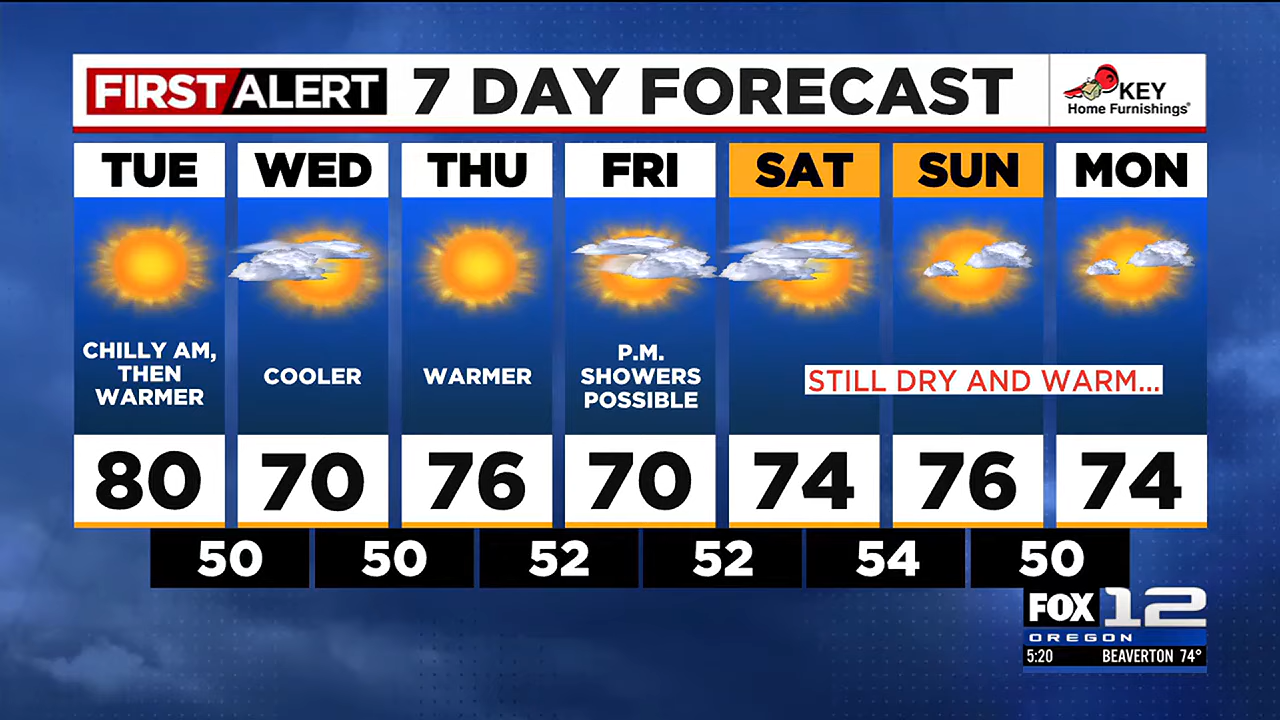 FIRST ALERT 7 DAY FORECAST
KEY
Home Furnishings®
TUE WED THU FRI SAT SUN MON
CHILLY AM,
THEN
WARMER
COOLER
WARMER
P.M.
SHOWERS
POSSIBLE
STILL DRY AND WARM...
80 70 76 70 74 76 74
50 50 52 52 54 50
FOX 12
OREGON
5:20 BEAVERTON 74°